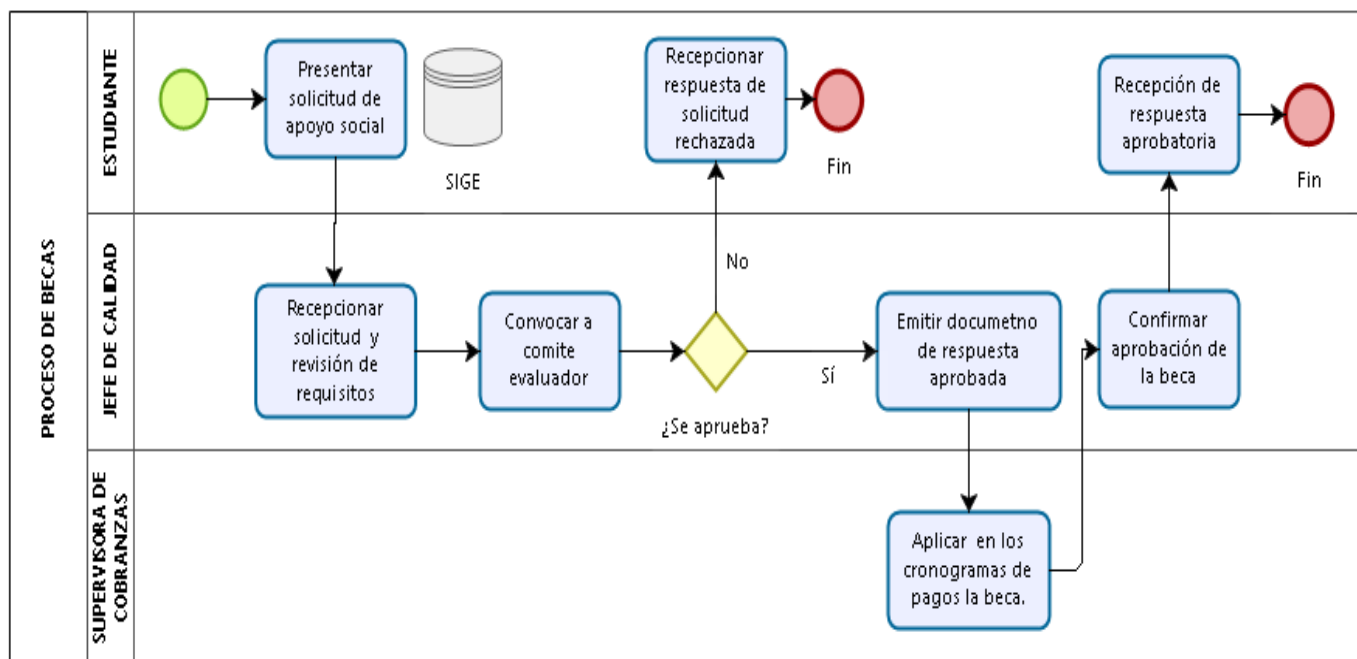 PROCESO DE BECAS
ESTUDIANTE
Presentar
solicitud de
apoyo social
SIGE
Recepcionar
respuesta de
solicitud
rechazada
Fin
Recepción de
respuesta
aprobatoria
Fin
JEFE DE CALIDAD
Recepcionar
solicitud y
revisión de
requisitos
Convocar a
comite
evaluador
No
¿Se aprueba?
Sí
Emitir documetno
de respuesta
aprobada
Confirmar
aprobación de
la beca
SUPERVISORA DE
COBRANZAS
Aplicar en los
cronogramas de
pagos la beca.